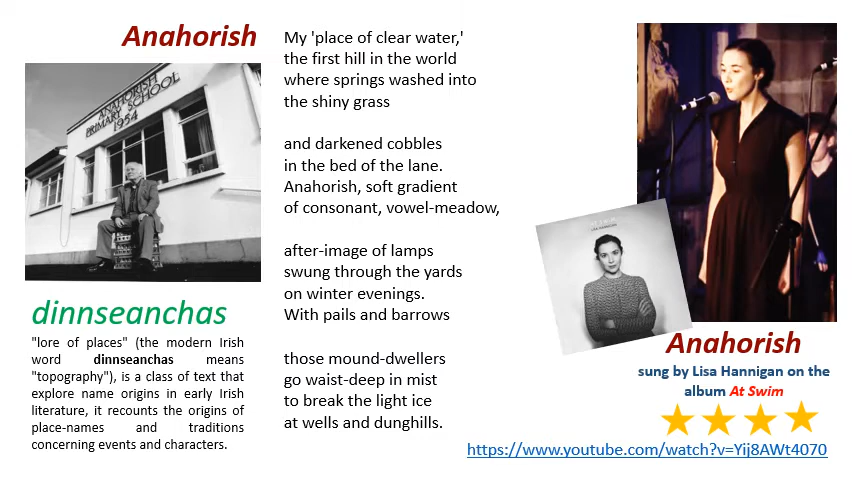 Anahorish
ANAHORISH
PRIMARY SCHOOL
1954
dinnseanchas
"lore of places" (the modern Irish
word dinnseanchas means
"topography"), is a class of text that
explore name origins in early Irish
literature, it recounts the origins of
place-names and traditions
concerning events and characters.
My 'place of clear water,'
the first hill in the world
where springs washed into
the shiny grass
and darkened cobbles
in the bed of the lane.
Anahorish, soft gradient
of consonant, vowel-meadow,
after-image of lamps
swung through the yards
on winter evenings.
With pails and barrows
those mound-dwellers
go waist-deep in mist
to break the light ice
at wells and dunghills.
LISA HANNIGAN
Anahorish
sung by Lisa Hannigan on the
album At Swim
https://www.youtube.com/watch?v=Yij8AWt4070